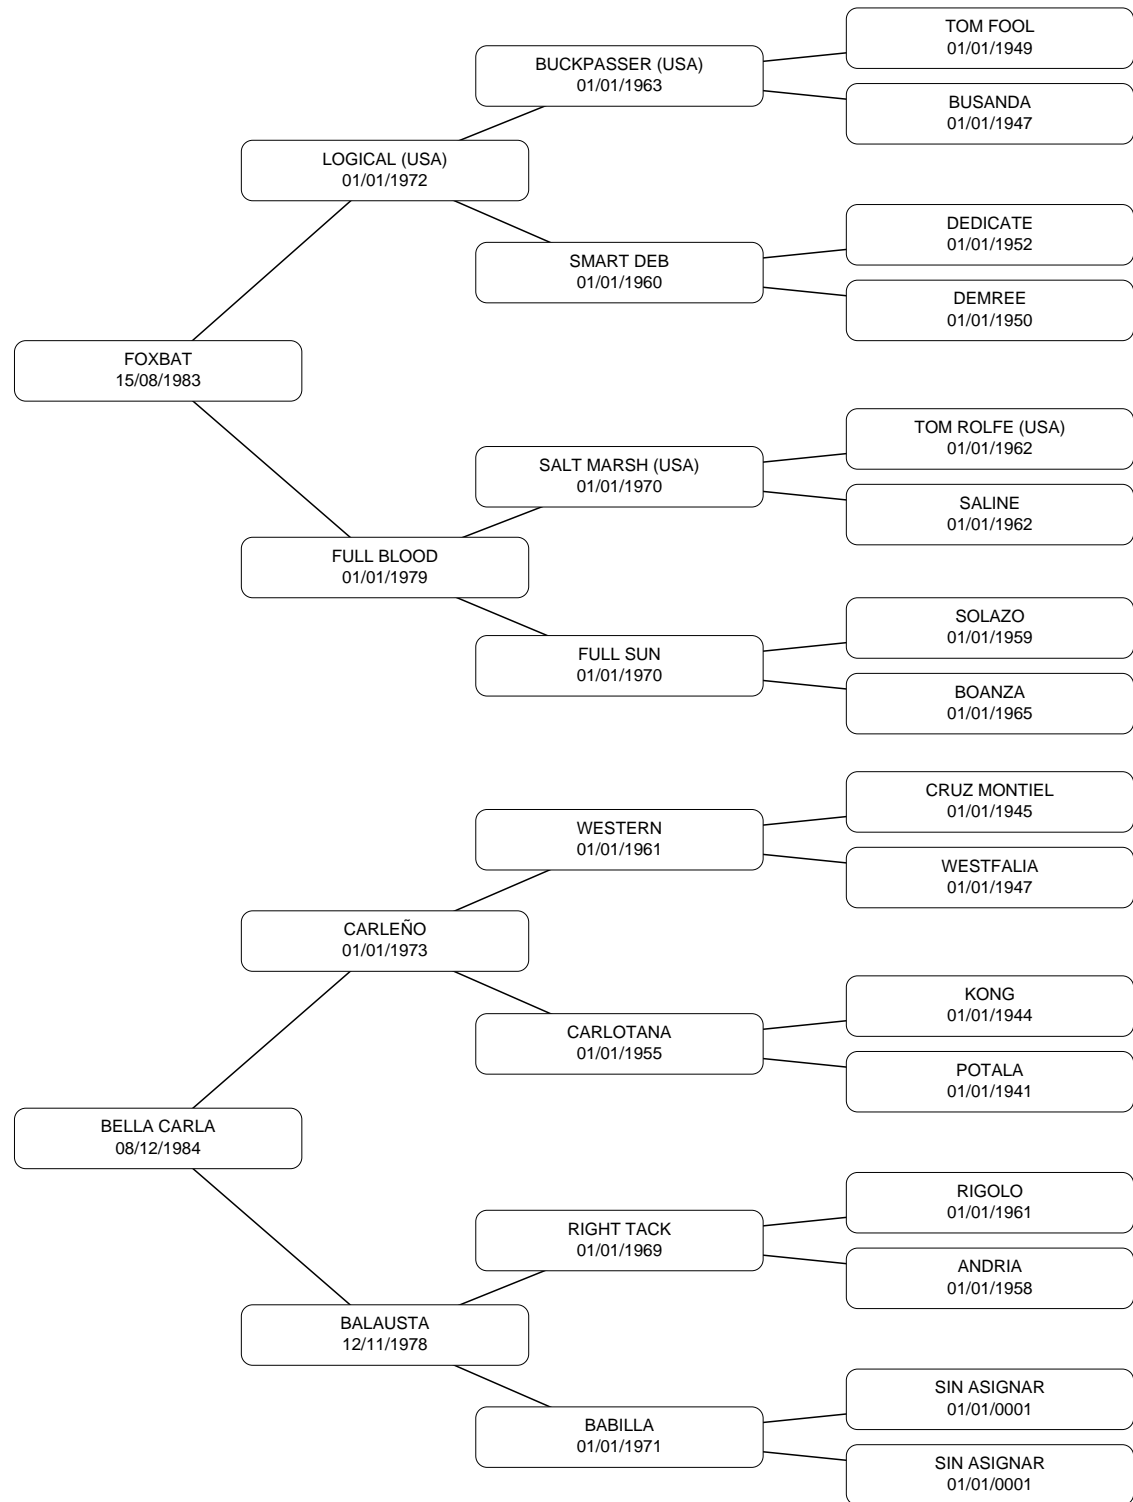 TOM FOOL
01/01/1949
BUCKPASSER (USA)
01/01/1963
BUSANDA
01/01/1947
LOGICAL (USA)
01/01/1972
DEDICATE
01/01/1952
SMART DEB
01/01/1960
DEMREE
01/01/1950
FOXBAT
15/08/1983
TOM ROLFE (USA)
01/01/1962
SALT MARSH (USA)
01/01/1970
SALINE
01/01/1962
FULL BLOOD
01/01/1979
SOLAZO
01/01/1959
FULL SUN
01/01/1970
BOANZA
01/01/1965
CRUZ MONTIEL
01/01/1945
WESTERN
01/01/1961
WESTFALIA
01/01/1947
CARLEÑO
01/01/1973
KONG
01/01/1944
CARLOTANA
01/01/1955
POTALA
01/01/1941
BELLA CARLA
08/12/1984
RIGOLO
01/01/1961
RIGHT TACK
01/01/1969
ANDRIA
01/01/1958
BALAUSTA
12/11/1978
SIN ASIGNAR
01/01/0001
BABILLA
01/01/1971
SIN ASIGNAR
01/01/0001